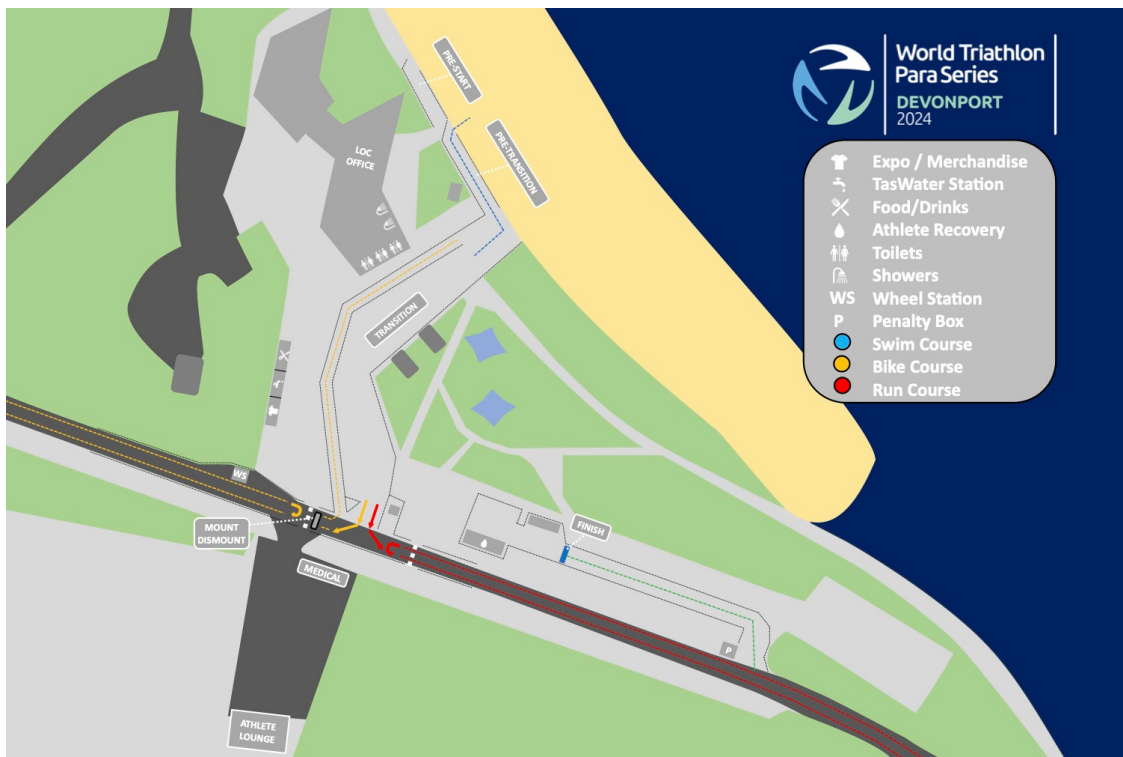 World Triathlon
Para Series
DEVONPORT
2024
Expo / Merchandise
TasWater Station
Food/Drinks
Athlete Recovery
Toilets
Showers
WS Wheel Station
P Penalty Box
Swim Course
Bike Course
Run Course
PRE-START
PRE-TRANSITION
LOC
OFFICE
TRANSITION
WS
MOUNT
DISMOUNT
MEDICAL
FINISH
P
ATHLETE
LOUNGE